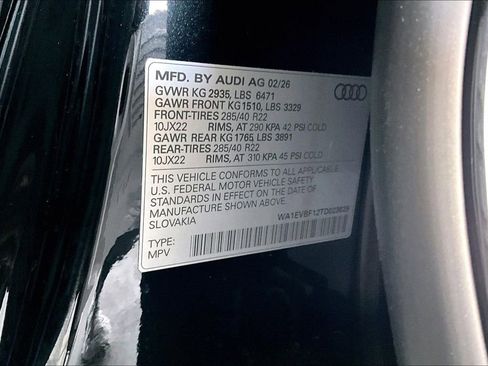 MFD. BY AUDI AG 02/26
GVWR KG 2935, LBS 6471
GAWR FRONT KG1510, LBS 3329
FRONT-TIRES 285/40 R22
10JX22 RIMS, AT 290 KPA 42 PSI COLD
GAWR REAR KG 1765, LBS 3891
REAR-TIRES 285/40 R22
10JX22 RIMS, AT 310 KPA 45 PSI COLD
THIS VEHICLE CONFORMS TO ALL APPLICABLE
U.S. FEDERAL MOTOR VEHICLE SAFETY
STANDARDS IN EFFECT ON THE DATE OF
MANUFACTURE SHOWN ABOVE.
SLOVAKIA
TYPE:
MPV